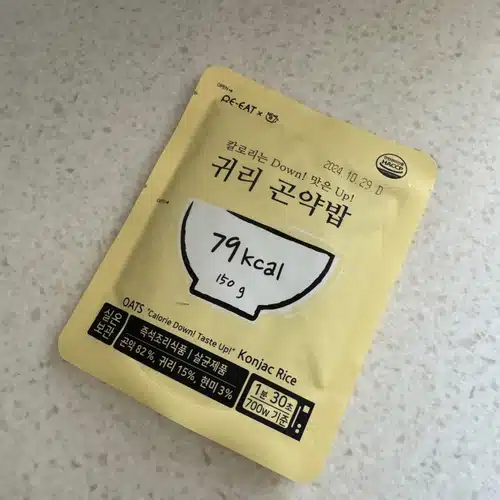 RE-EAT x
칼로리는 Down! 맛은 Up!
2024.10.29 D
귀리 곤약밥
HACCP
79 kcal
150g
OATS "Calorie Down! Taste Up!" Konjac Rice
실온
보관
즉석조리식품 | 살균제품
곤약 82%, 귀리 15%, 현미 3%
1분 30초
700w 기준